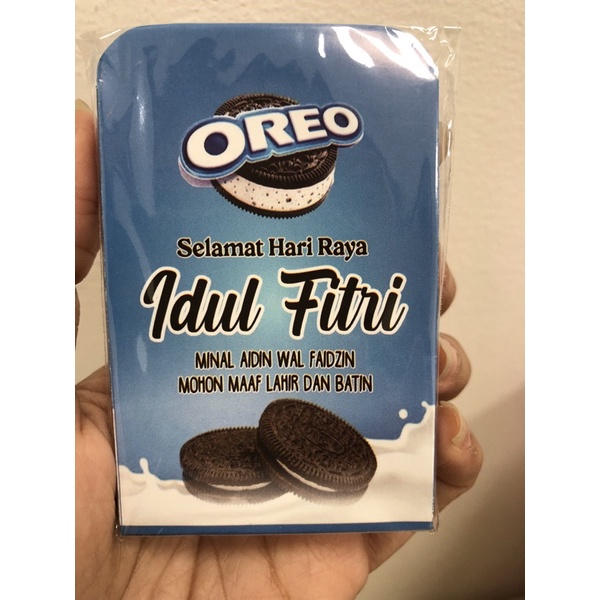 OREO
Selamat Hari Raya
Idul Fitri
MINAL AIDIN WAL FAIDZIN
MOHON MAAF LAHIR DAN BATIN